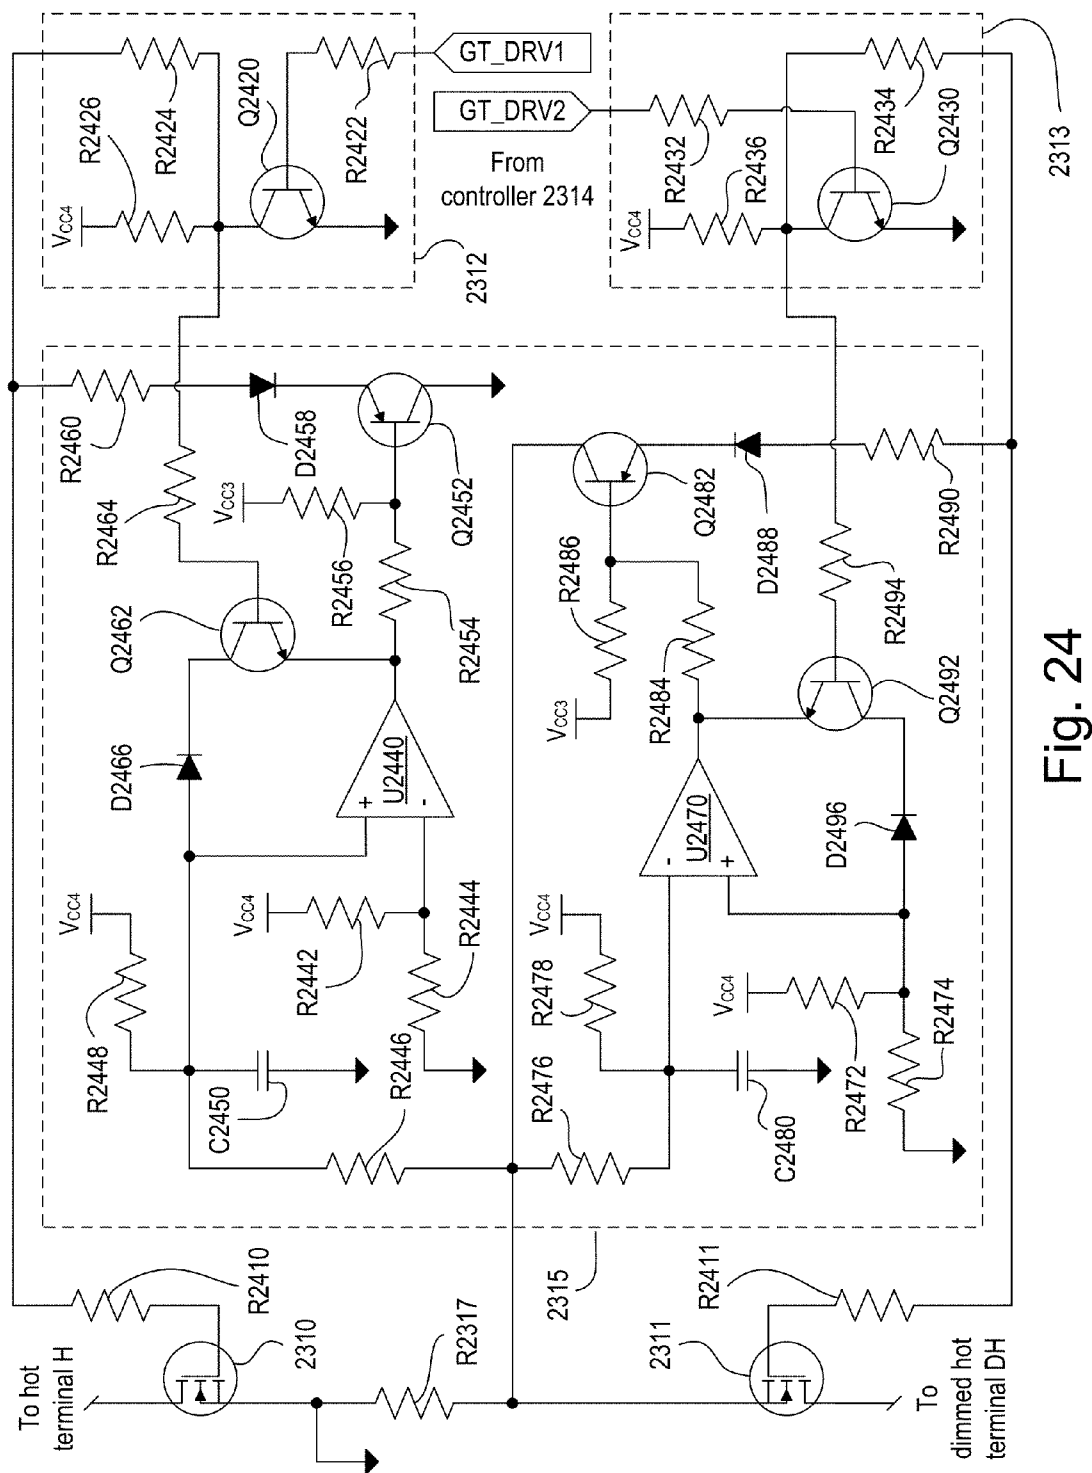 R2426
R2424
Q2420
R2422
GT_DRV1
VCC4
2312
GT_DRV2
From
controller 2314
R2432
R2436
R2434
Q2430
VCC4
2313
R2460
R2464
D2458
VCC3
R2456
Q2452
R2454
Q2462
D2466
U2440
+
-
VCC4
R2448
C2450
VCC4
R2442
R2444
R2446
Q2482
R2486
D2488
R2490
R2494
VCC3
R2484
Q2492
U2470
-
+
D2496
VCC4
R2478
R2476
C2480
VCC4
R2472
R2474
2315
To hot
terminal H
R2410
2310
R2317
R2411
2311
To
dimmed hot
terminal DH
Fig. 24